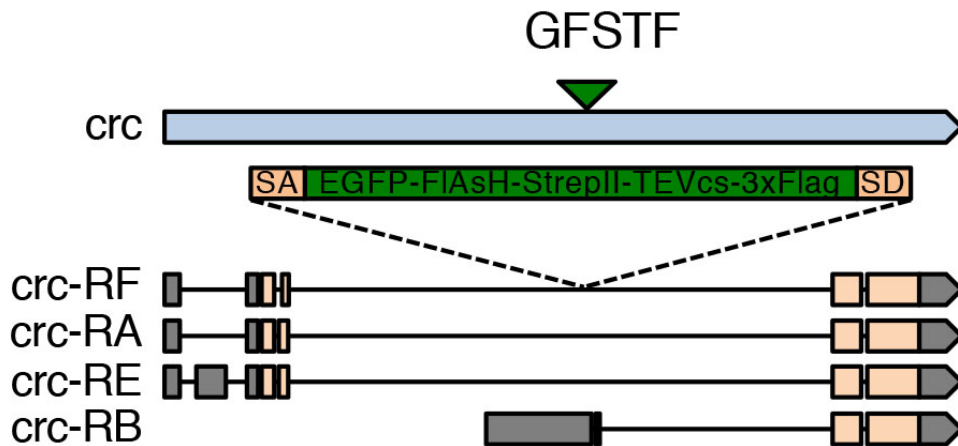 GFSTF
crc
SA EGFP-FlAsH-StrepII-TEVcs-3xFlag SD
crc-RF
crc-RA
crc-RE
crc-RB